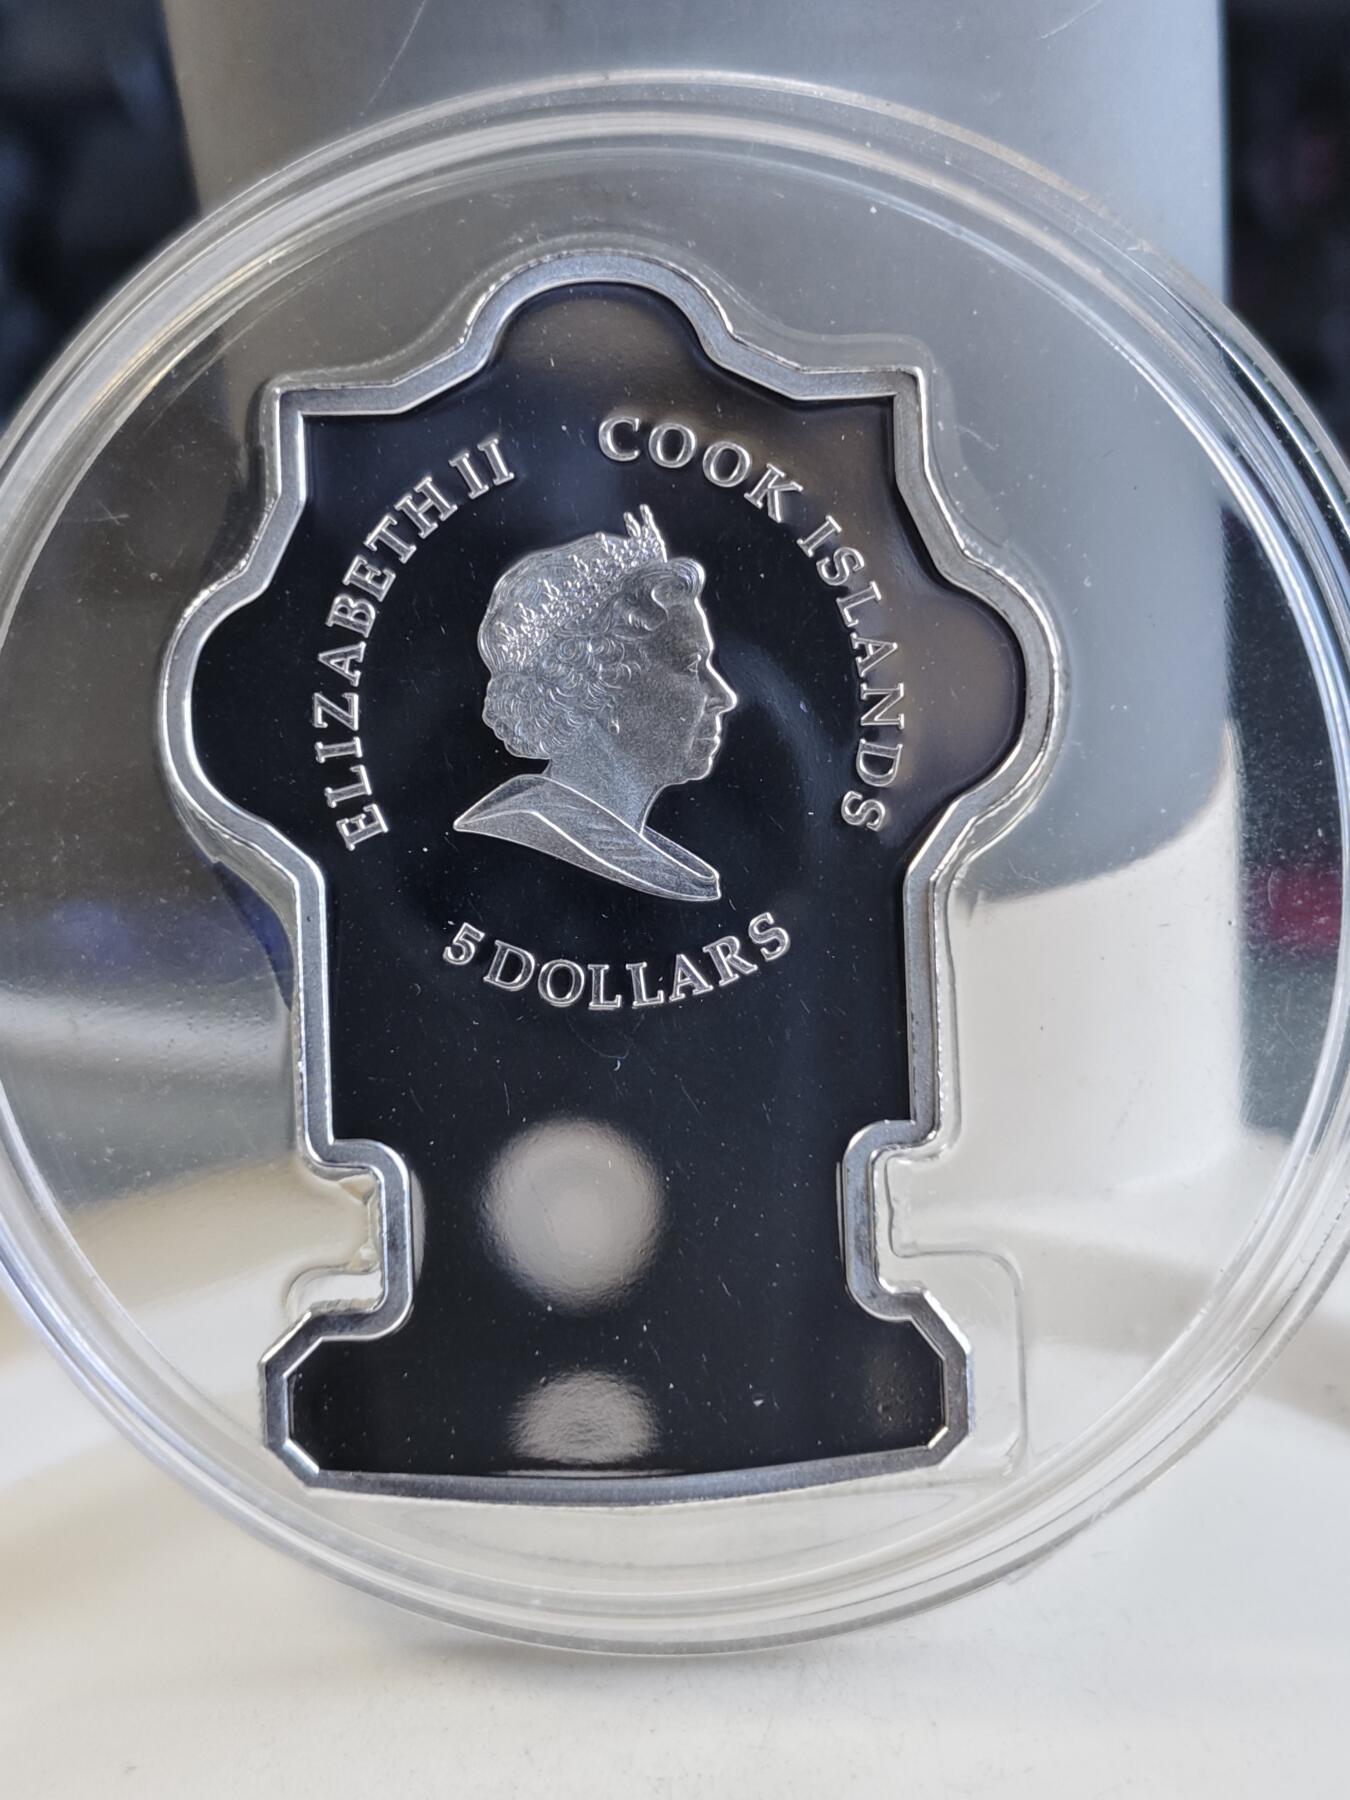 ELIZABETH II
COOK ISLANDS
5 DOLLARS